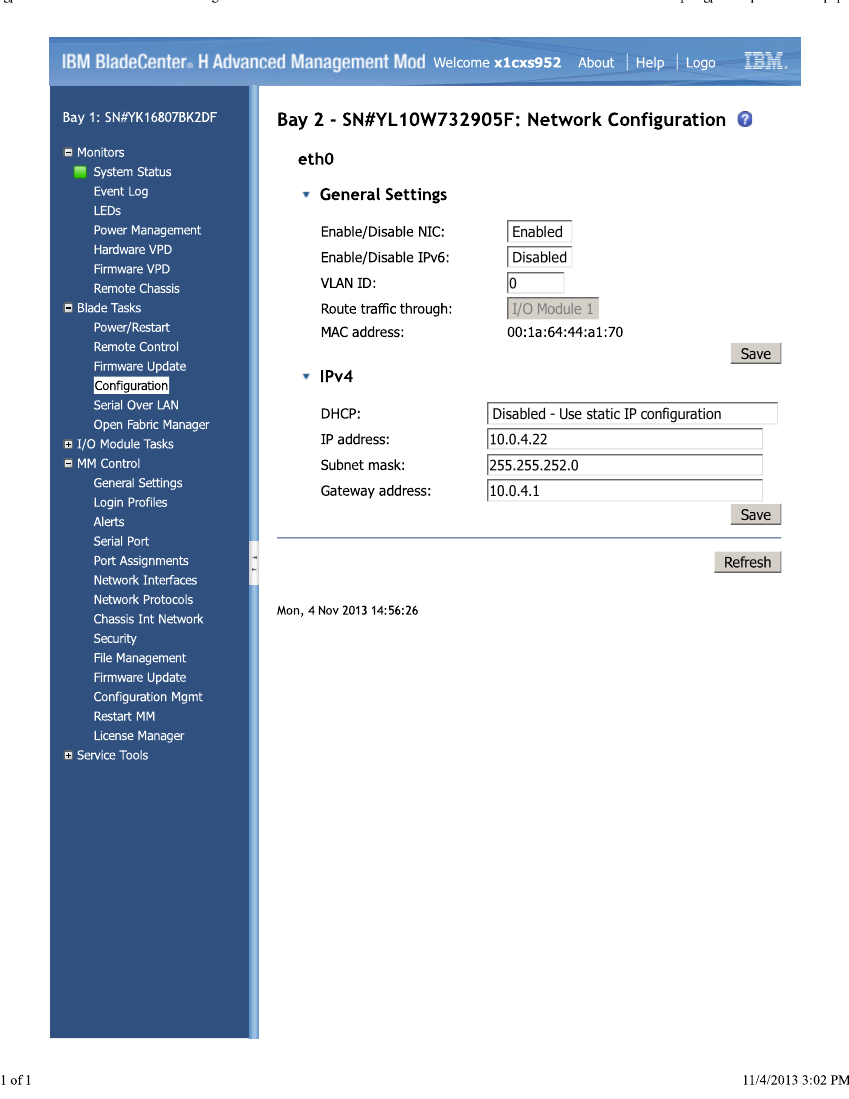 IBM BladeCenter® H Advanced Management Mod Welcome x1cxs952 About | Help | Logo IBM.
Bay 1: SN#YK16807BK2DF
Monitors
System Status
Event Log
LEDs
Power Management
Hardware VPD
Firmware VPD
Remote Chassis
Blade Tasks
Power/Restart
Remote Control
Firmware Update
Configuration
Serial Over LAN
Open Fabric Manager
I/O Module Tasks
MM Control
General Settings
Login Profiles
Alerts
Serial Port
Port Assignments
Network Interfaces
Network Protocols
Chassis Int Network
Security
File Management
Firmware Update
Configuration Mgmt
Restart MM
License Manager
Service Tools
Bay 2 - SN#YL10W732905F: Network Configuration ?
eth0
General Settings
Enable/Disable NIC: Enabled
Enable/Disable IPv6: Disabled
VLAN ID: 0
Route traffic through: I/O Module 1
MAC address: 00:1a:64:44:a1:70
Save
IPv4
DHCP: Disabled - Use static IP configuration
IP address: 10.0.4.22
Subnet mask: 255.255.252.0
Gateway address: 10.0.4.1
Save
Refresh
Mon, 4 Nov 2013 14:56:26
1 of 1 11/4/2013 3:02 PM